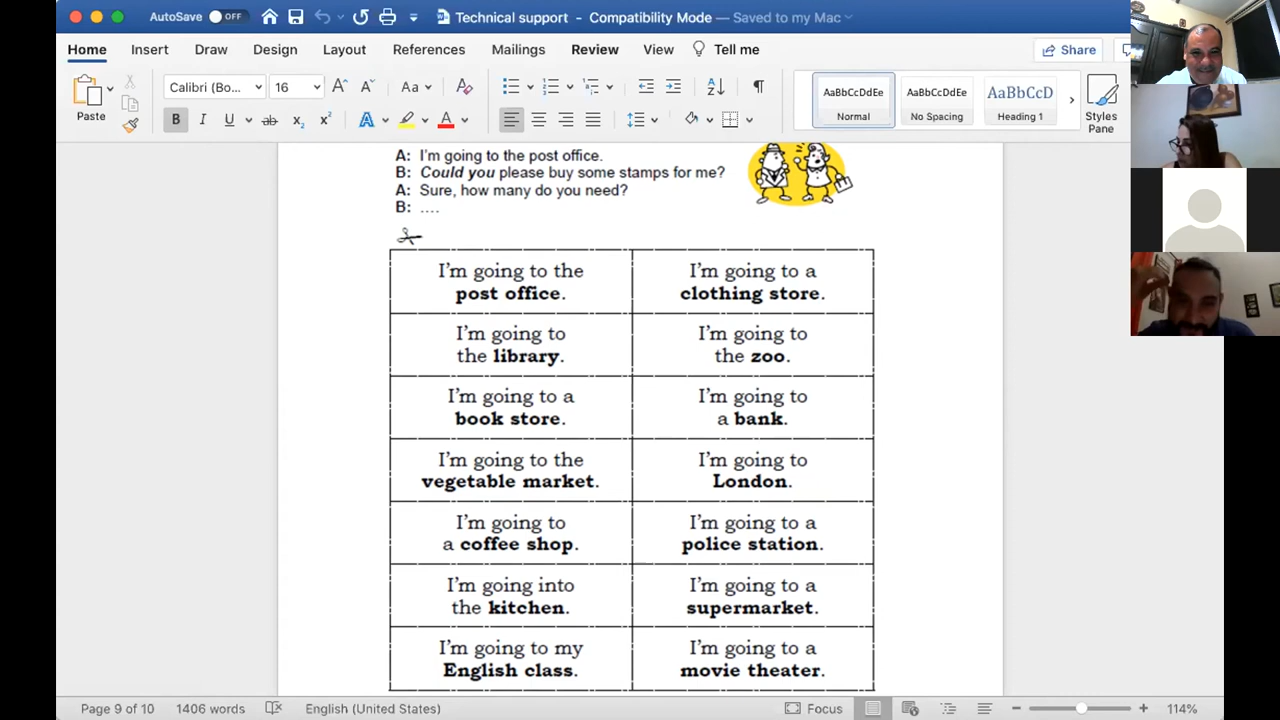 AutoSave OFF Technical support - Compatibility Mode — Saved to my Mac
Home Insert Draw Design Layout References Mailings Review View Tell me Share
Paste Calibri (Bo... 16 AaBbCcDdEe Normal AaBbCcDdEe No Spacing AaBbCcD Heading 1 Styles Pane
A: I'm going to the post office.
B: Could you please buy some stamps for me?
A: Sure, how many do you need?
B: ....
I'm going to the
post office.
I'm going to a
clothing store.
I'm going to
the library.
I'm going to
the zoo.
I'm going to a
book store.
I'm going to
a bank.
I'm going to the
vegetable market.
I'm going to
London.
I'm going to
a coffee shop.
I'm going to a
police station.
I'm going into
the kitchen.
I'm going to a
supermarket.
I'm going to my
English class.
I'm going to a
movie theater.
Page 9 of 10 1406 words English (United States) Focus 114%